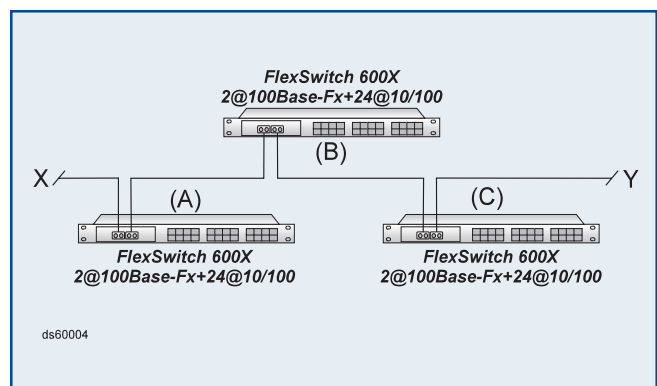 FlexSwitch 600X
2@100Base-Fx+24@10/100
(B)
X
(A)
(C)
Y
FlexSwitch 600X
2@100Base-Fx+24@10/100
FlexSwitch 600X
2@100Base-Fx+24@10/100
ds60004